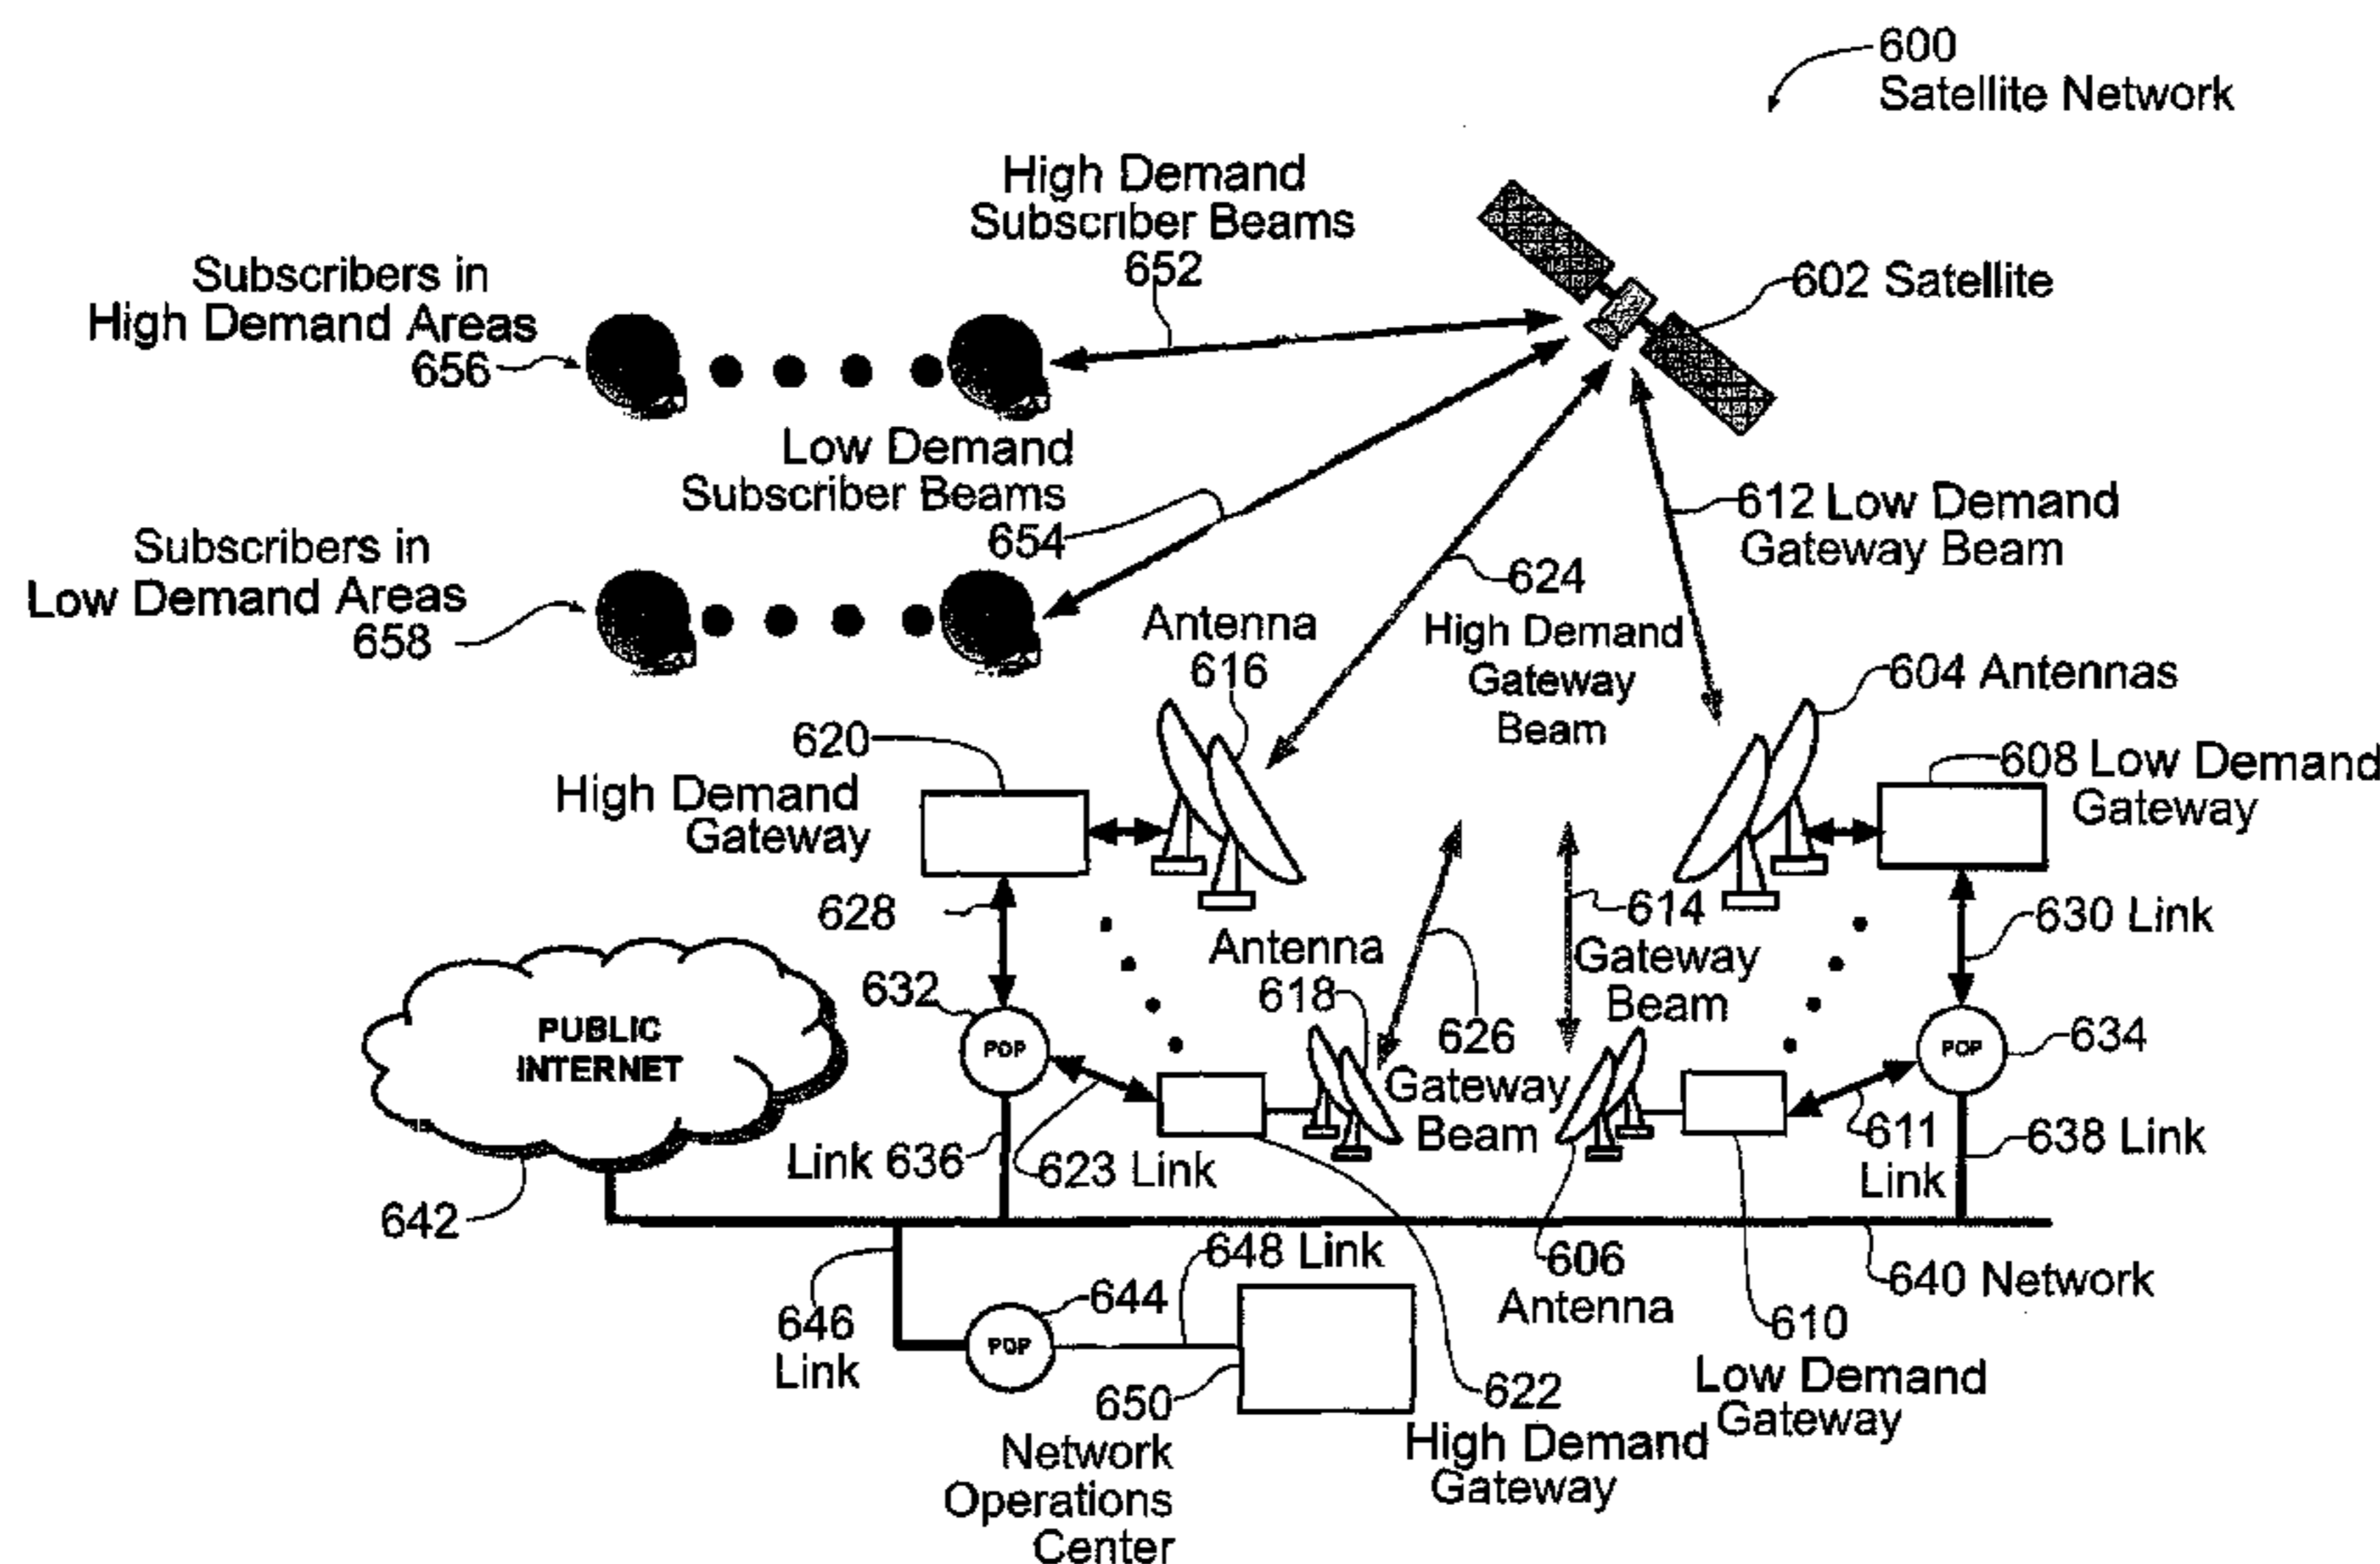 600
Satellite Network
High Demand
Subscriber Beams
652
602 Satellite
Subscribers in
High Demand Areas
656
Low Demand
Subscriber Beams
654
612 Low Demand
Gateway Beam
Subscribers in
Low Demand Areas
658
624
High Demand
Gateway
Beam
Antenna
616
604 Antennas
620
High Demand
Gateway
608 Low Demand
Gateway
628
614
Gateway
Beam
630 Link
Antenna
618
632
POP
626
Gateway
Beam
634
POP
PUBLIC
INTERNET
Link 636
623 Link
611
Link
638 Link
642
648 Link
606
Antenna
640 Network
646
Link
644
POP
610
Low Demand
Gateway
650
Network
Operations
Center
622
High Demand
Gateway